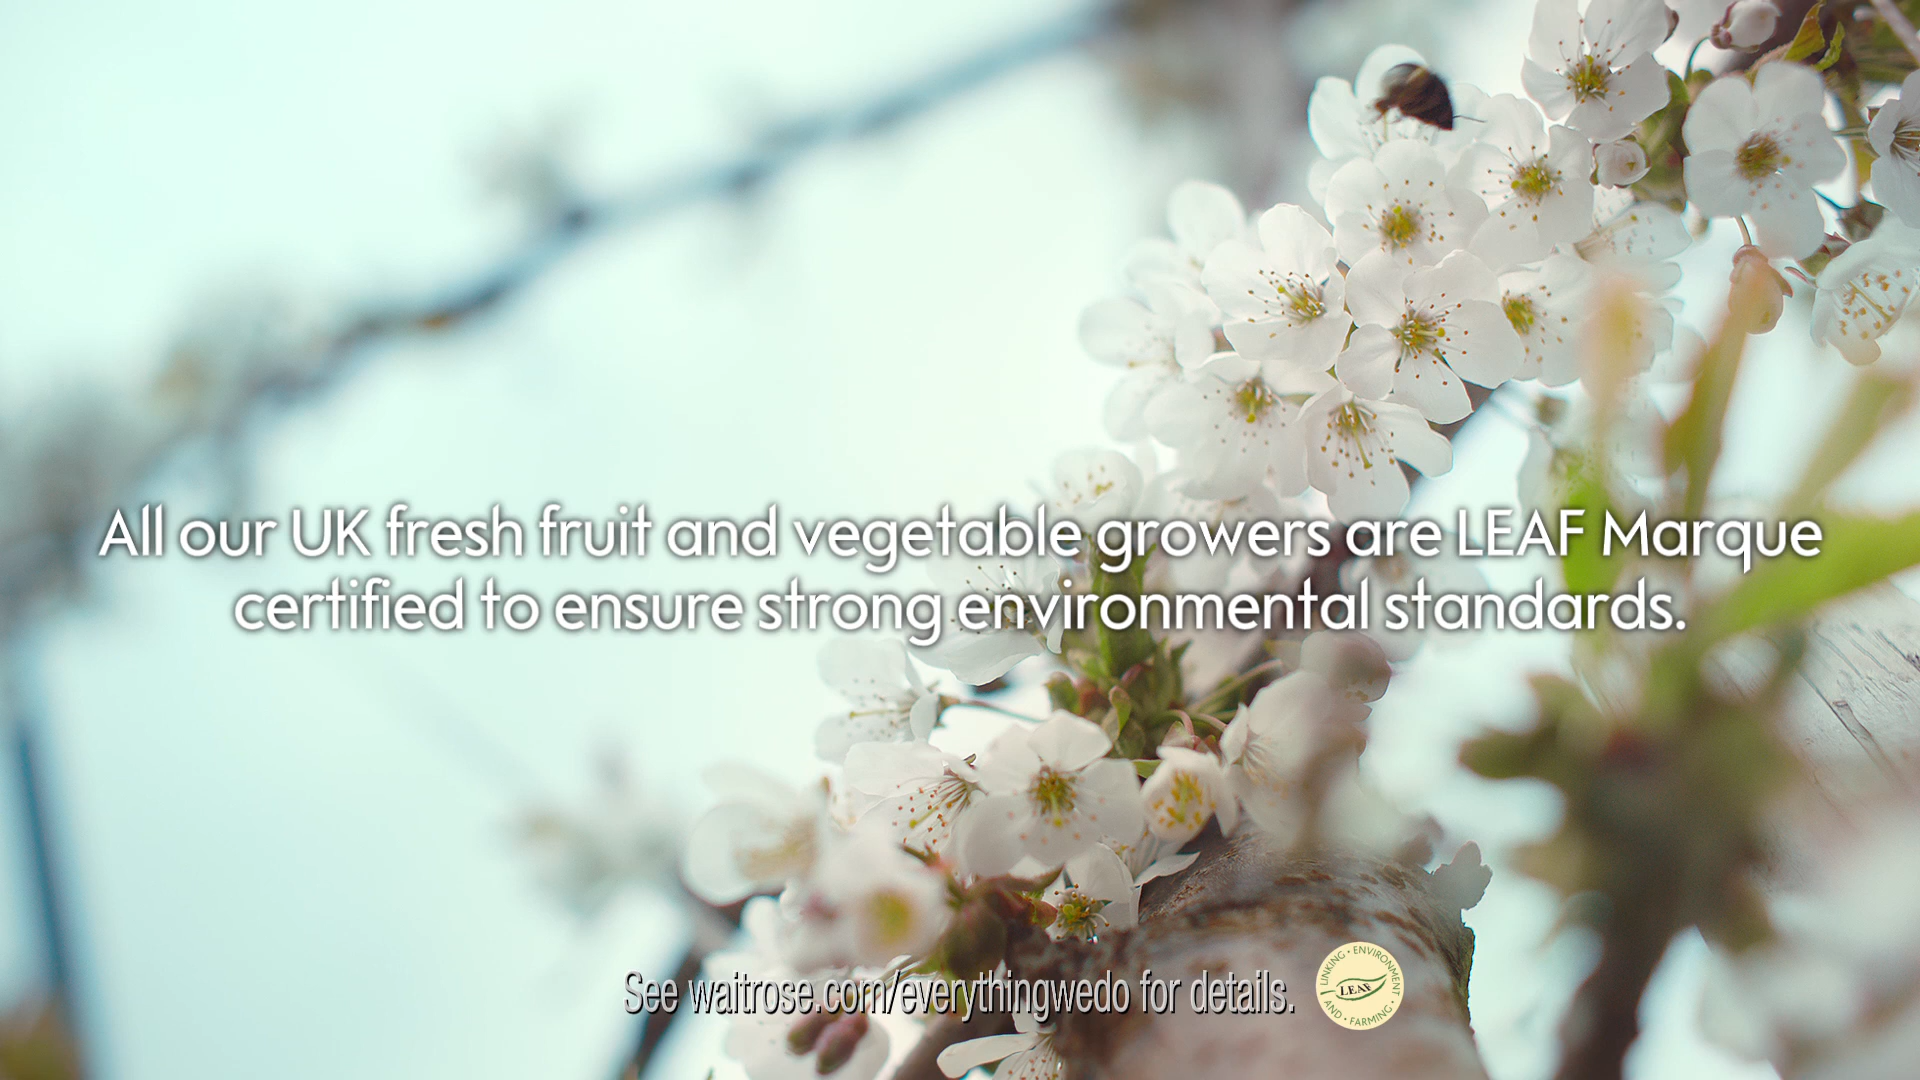 All our UK fresh fruit and vegetable growers are LEAF Marque
certified to ensure strong environmental standards.
See waitrose.com/everythingwedo for details.
LINKING · ENVIRONMENT
LEAF
AND · FARMING ·